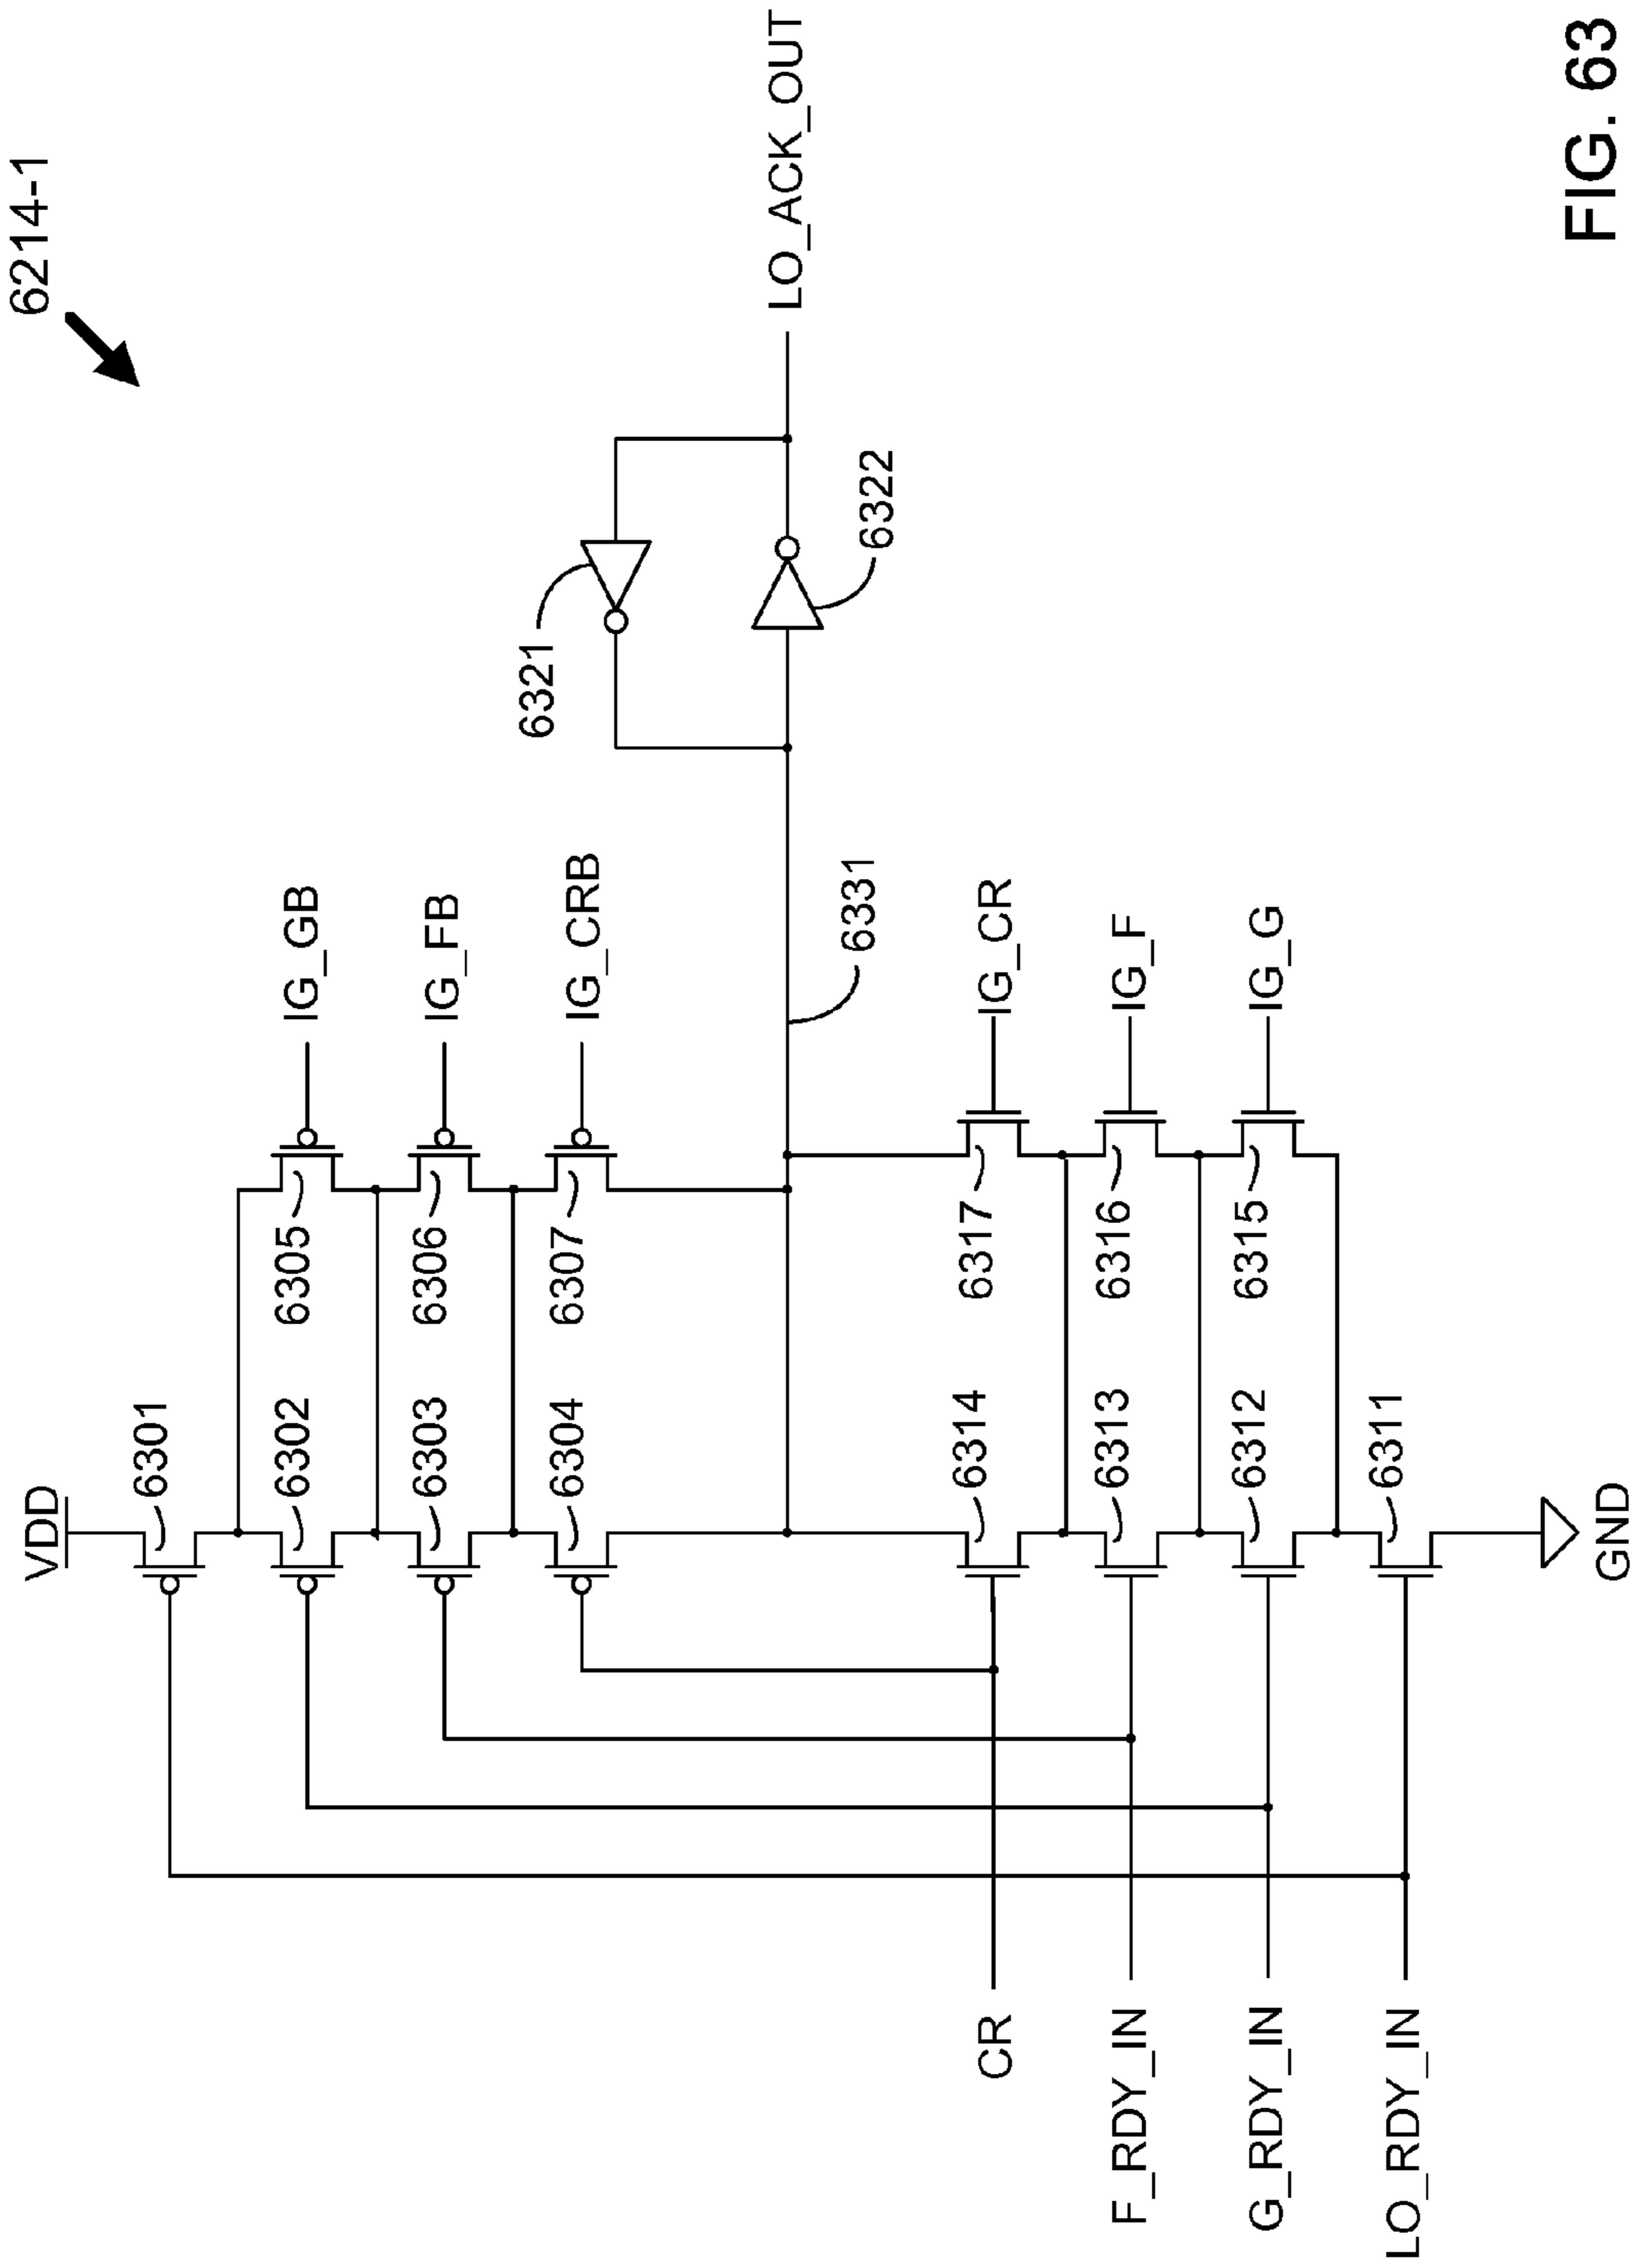 6214-1
VDD
6301
6302
6303
6304
6305
6306
6307
IG_GB
IG_FB
IG_CRB
6321
6322
LO_ACK_OUT
6331
6314
6313
6312
6311
6317
6316
6315
IG_CR
IG_F
IG_G
CR
F_RDY_IN
G_RDY_IN
LO_RDY_IN
GND
FIG. 63